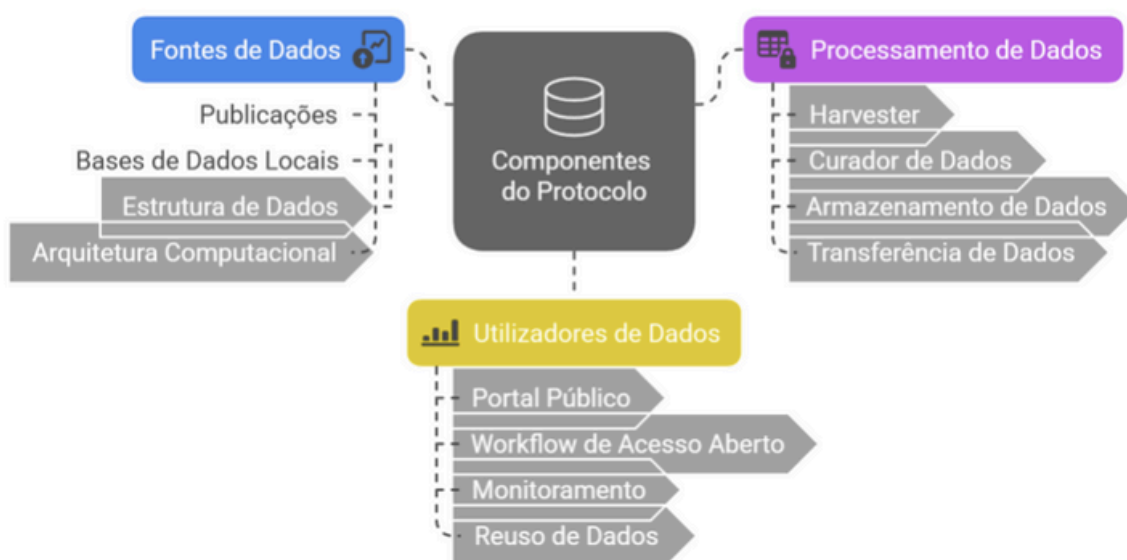 Fontes de Dados
Publicações
Bases de Dados Locais
Estrutura de Dados
Arquitetura Computacional
Componentes
do Protocolo
Processamento de Dados
Harvester
Curador de Dados
Armazenamento de Dados
Transferência de Dados
Utilizadores de Dados
Portal Público
Workflow de Acesso Aberto
Monitoramento
Reuso de Dados